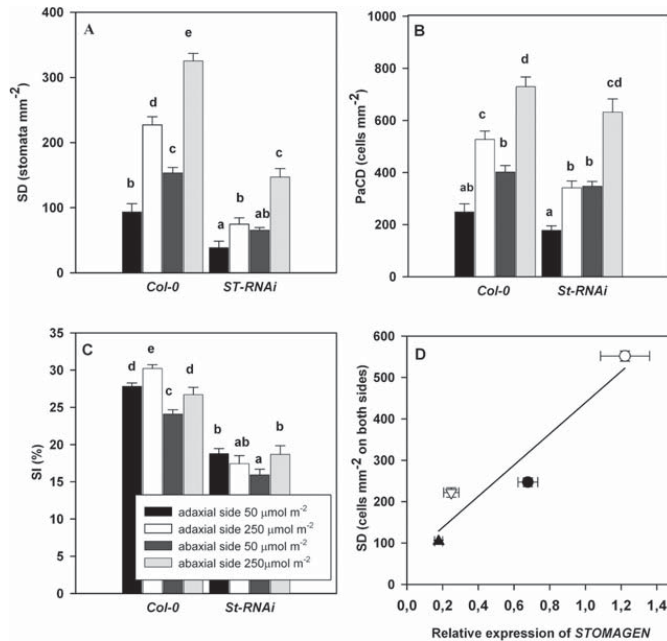 A
SD (stomata mm-2)
400
300
200
100
0
b
d
c
e
a
b
ab
c
Col-0 ST-RNAi
B
PaCD (cells mm-2)
1000
800
600
400
200
0
ab
c
b
d
a
b
b
cd
Col-0 St-RNAi
C
SI (%)
35
30
25
20
15
10
5
0
d
e
c
d
b
ab
a
b
adaxial side 50 μmol m-2
adaxial side 250 μmol m-2
abaxial side 50 μmol m-2
abaxial side 250μmol m-2
Col-0 St-RNAi
D
SD (cells mm-2 on both sides)
600
500
400
300
200
100
0
0,0 0,2 0,4 0,6 0,8 1,0 1,2 1,4
Relative expression of STOMAGEN